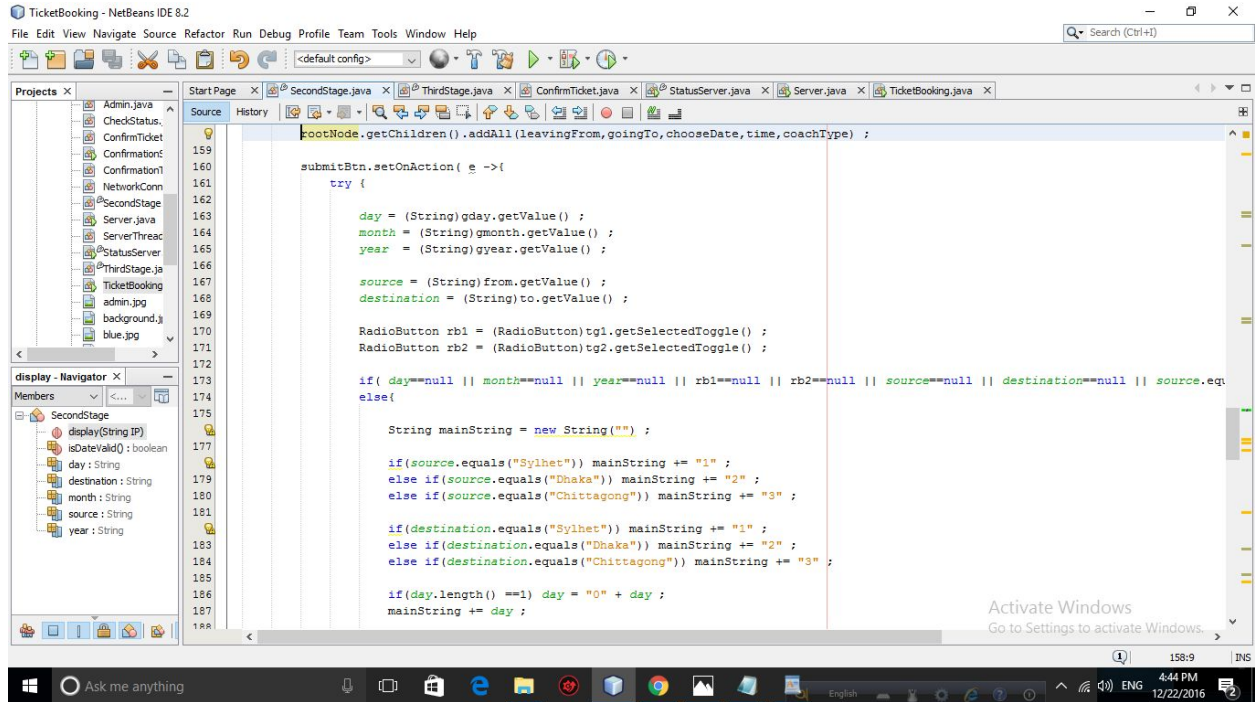 TicketBooking - NetBeans IDE 8.2
File Edit View Navigate Source Refactor Run Debug Profile Team Tools Window Help
Search (Ctrl+I)
<default config>
Projects
Admin.java
CheckStatus.
ConfirmTicket
ConfirmationS
ConfirmationT
NetworkConn
SecondStage
Server.java
ServerThreac
StatusServer
ThirdStage.ja
TicketBooking
admin.jpg
background.j
blue.jpg
display - Navigator
Members <...
SecondStage
display(String IP)
isDateValid() : boolean
day : String
destination : String
month : String
source : String
year : String
Start Page SecondStage.java ThirdStage.java ConfirmTicket.java StatusServer.java Server.java TicketBooking.java
Source History
rootNode.getChildren().addAll(leavingFrom,goingTo,chooseDate,time,coachType) ;
159
160 submitBtn.setOnAction( e ->{
161 try {
162
163 day = (String)gday.getValue() ;
164 month = (String)gmonth.getValue() ;
165 year = (String)gyear.getValue() ;
166
167 source = (String)from.getValue() ;
168 destination = (String)to.getValue() ;
169
170 RadioButton rb1 = (RadioButton)tg1.getSelectedToggle() ;
171 RadioButton rb2 = (RadioButton)tg2.getSelectedToggle() ;
172
173 if( day==null || month==null || year==null || rb1==null || rb2==null || source==null || destination==null || source.equ
174 else{
175
String mainString = new String("") ;
177
if(source.equals("Sylhet")) mainString += "1" ;
179 else if(source.equals("Dhaka")) mainString += "2" ;
180 else if(source.equals("Chittagong")) mainString += "3" ;
181
if(destination.equals("Sylhet")) mainString += "1" ;
183 else if(destination.equals("Dhaka")) mainString += "2" ;
184 else if(destination.equals("Chittagong")) mainString += "3" ;
185
186 if(day.length() ==1) day = "0" + day ;
187 mainString += day ;
188
Activate Windows
Go to Settings to activate Windows.
1 158:9 INS
Ask me anything
English
ENG
4:44 PM
12/22/2016
2